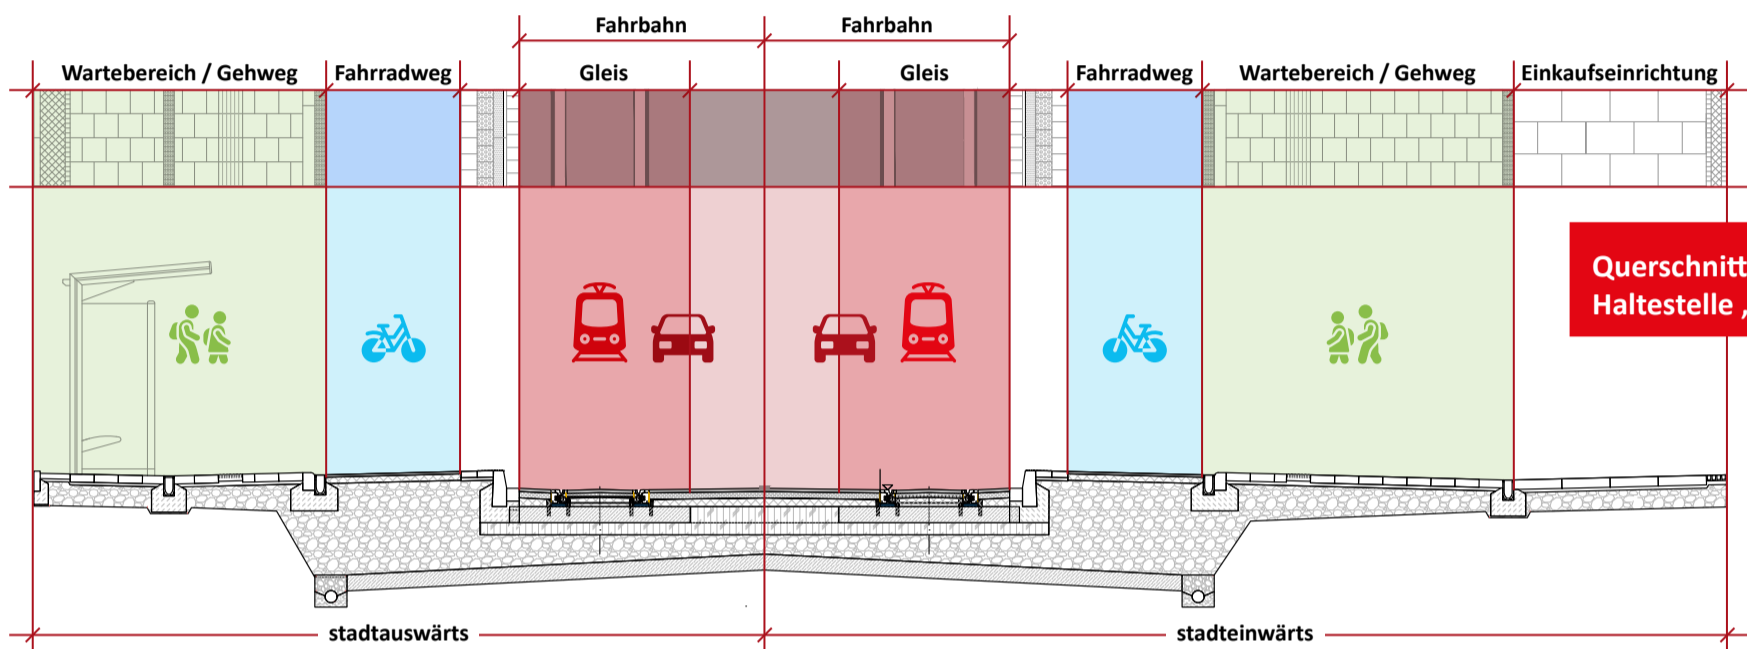 Fahrbahn
Fahrbahn
Wartebereich / Gehweg
Fahrradweg
Gleis
Gleis
Fahrradweg
Wartebereich / Gehweg
Einkaufseinrichtung
Querschnitt
Haltestelle „
stadtauswärts
stadteinwärts